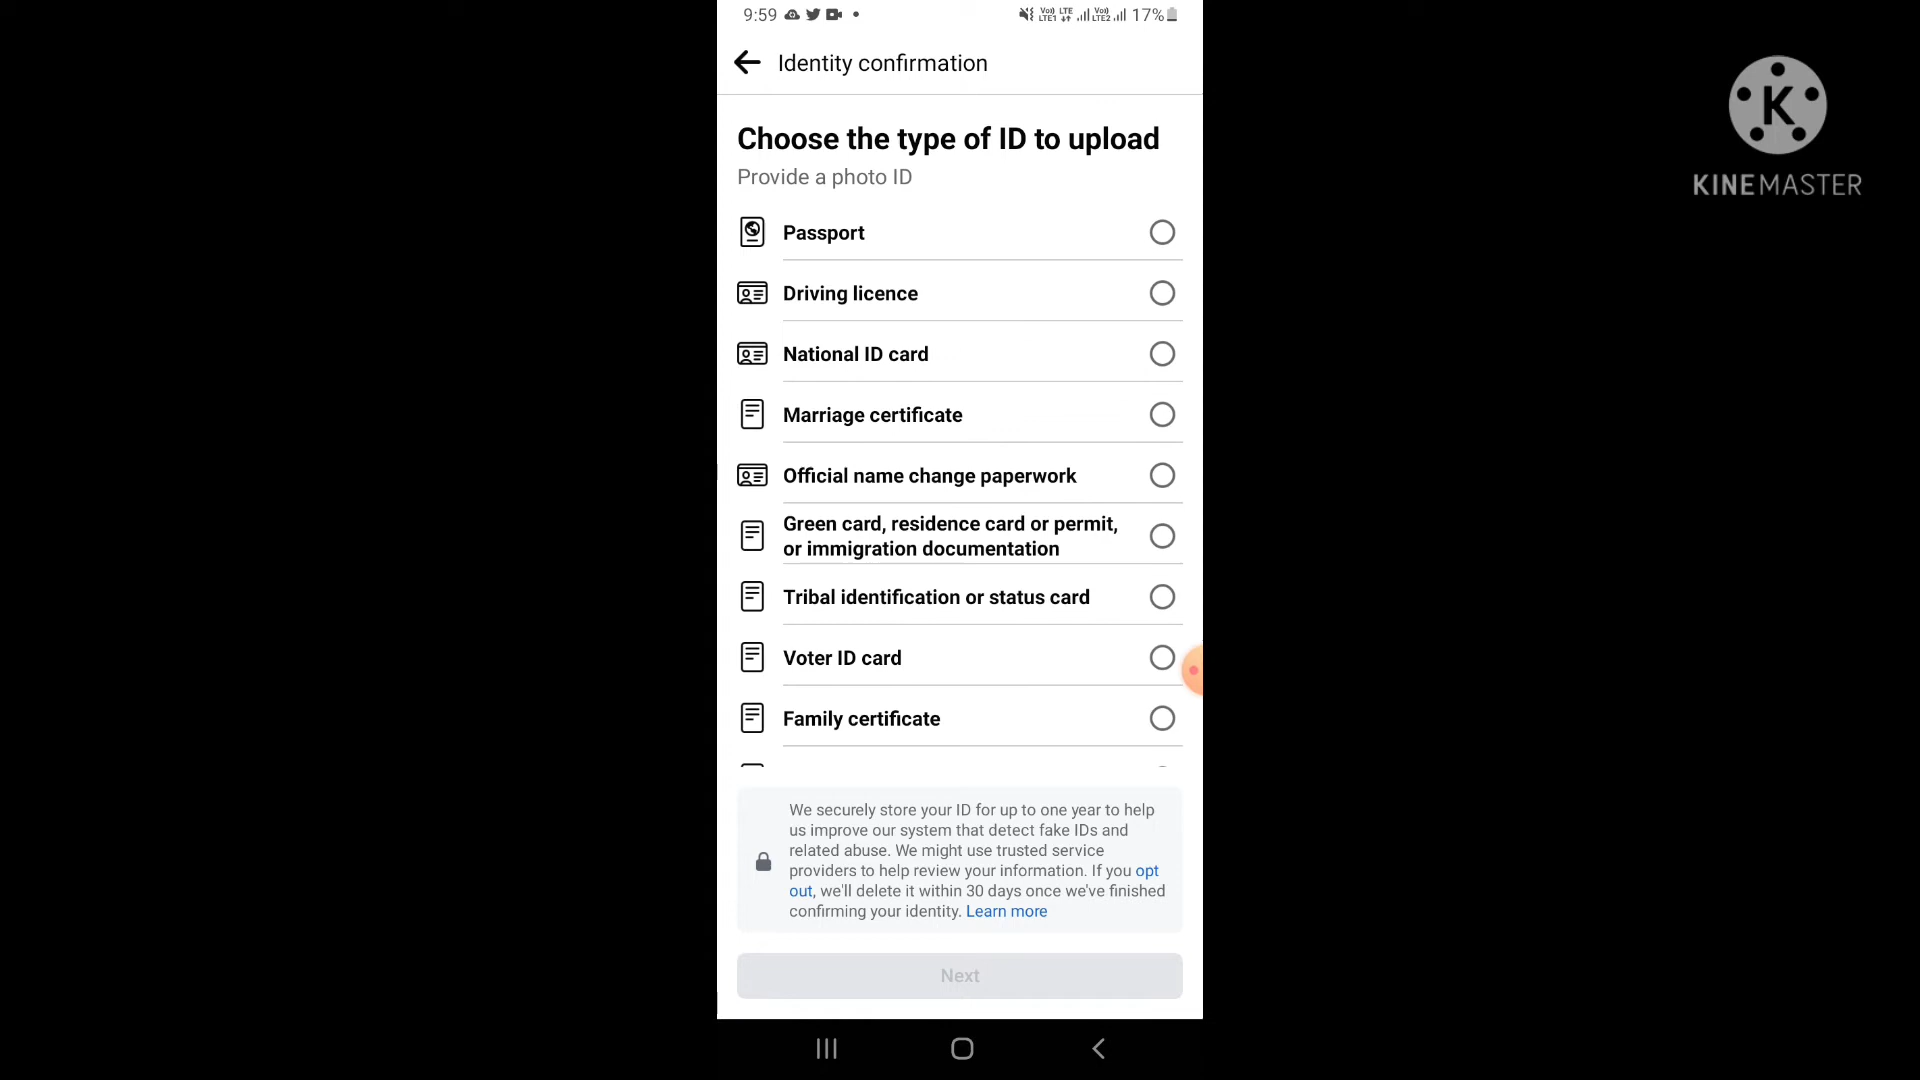 9:59
Vo)) LTE Vo))
LTE1 LTE2 17%
Identity confirmation
K
KINEMASTER
Choose the type of ID to upload
Provide a photo ID
Passport
Driving licence
National ID card
Marriage certificate
Official name change paperwork
Green card, residence card or permit,
or immigration documentation
Tribal identification or status card
Voter ID card
Family certificate
We securely store your ID for up to one year to help
us improve our system that detect fake IDs and
related abuse. We might use trusted service
providers to help review your information. If you opt
out, we'll delete it within 30 days once we've finished
confirming your identity. Learn more
Next